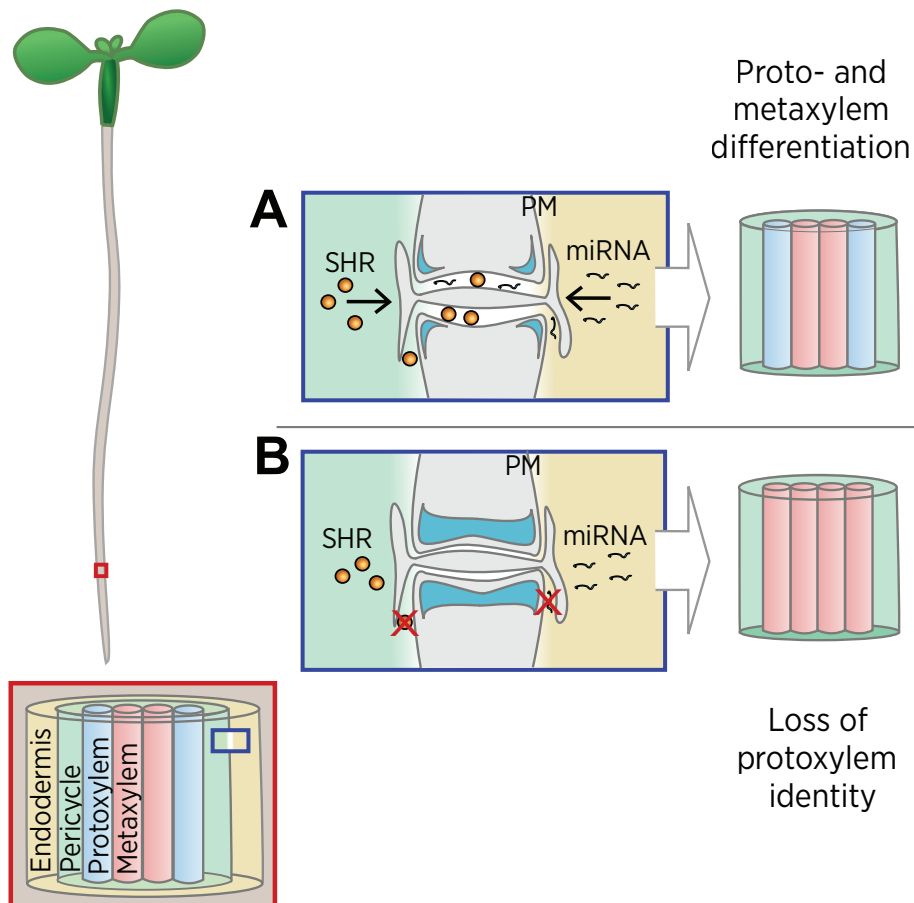 Proto- and
metaxylem
differentiation
A
PM
SHR
miRNA
B
PM
SHR
miRNA
Loss of
protoxylem
identity
Endodermis
Pericycle
Protoxylem
Metaxylem